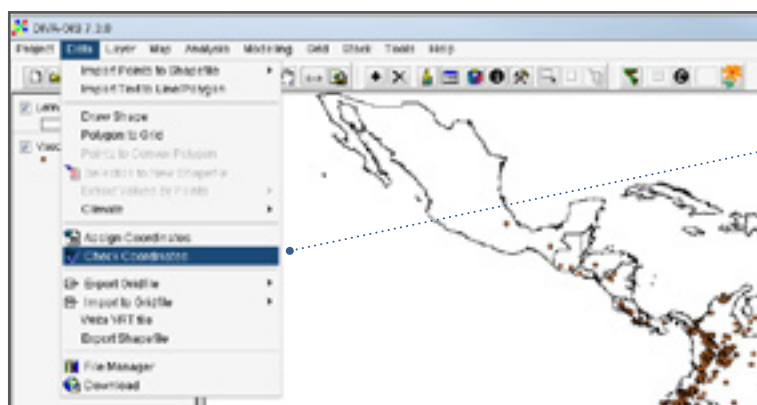 DIVA-GIS 7.3.0
Project Data Layer Map Analysis Modeling Grid Stack Tools Help
Import Points to Shapefile
Import Text to Line/Polygon
Draw Shape
Polygon to Grid
Points to Convex Polygon
Selection to New Shapefile
Extract Values by Points
Climate
Assign Coordinates
Check Coordinates
Export Gridfile
Import to Gridfile
Write VRT file
Export Shapefile
File Manager
Download